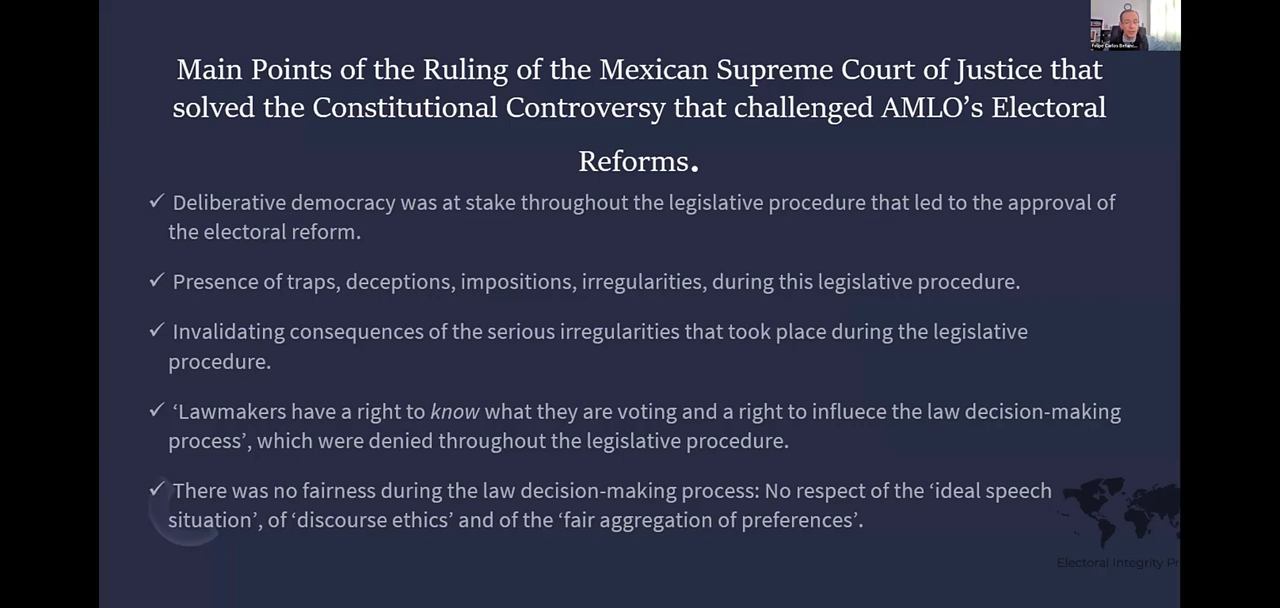 Felipe Carlos Betanc...
Main Points of the Ruling of the Mexican Supreme Court of Justice that
solved the Constitutional Controversy that challenged AMLO’s Electoral
Reforms.
✓ Deliberative democracy was at stake throughout the legislative procedure that led to the approval of
the electoral reform.
✓ Presence of traps, deceptions, impositions, irregularities, during this legislative procedure.
✓ Invalidating consequences of the serious irregularities that took place during the legislative
procedure.
✓ ‘Lawmakers have a right to know what they are voting and a right to influece the law decision-making
process’, which were denied throughout the legislative procedure.
✓ There was no fairness during the law decision-making process: No respect of the ‘ideal speech
situation’, of ‘discourse ethics’ and of the ‘fair aggregation of preferences’.
Electoral Integrity Pr